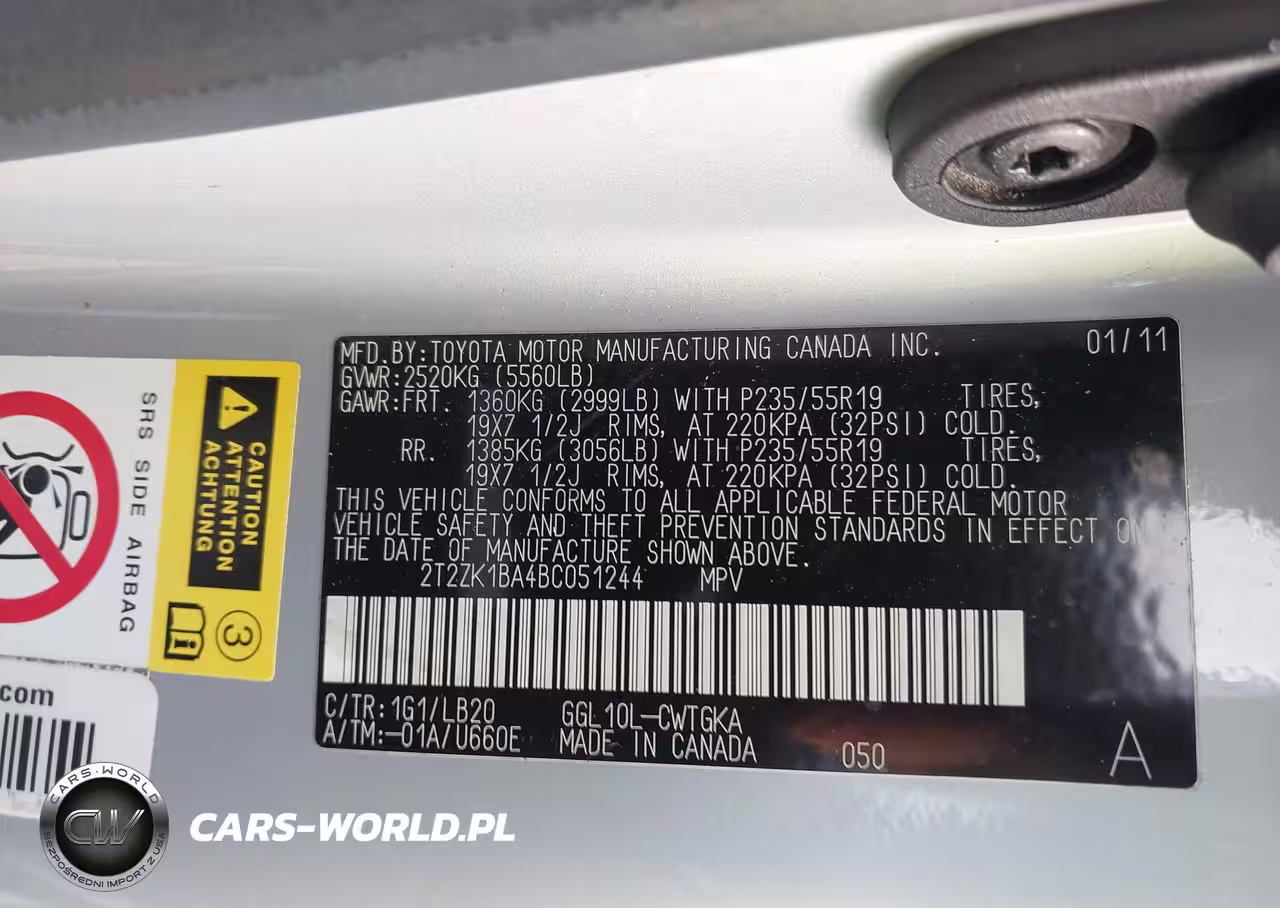 MFD.BY:TOYOTA MOTOR MANUFACTURING CANADA INC. 01/11
GVWR:2520KG (5560LB)
GAWR:FRT. 1360KG (2999LB) WITH P235/55R19 TIRES,
19X7 1/2J RIMS, AT 220KPA (32PSI) COLD.
RR. 1385KG (3056LB) WITH P235/55R19 TIRES,
19X7 1/2J RIMS, AT 220KPA (32PSI) COLD.
THIS VEHICLE CONFORMS TO ALL APPLICABLE FEDERAL MOTOR
VEHICLE SAFETY AND THEFT PREVENTION STANDARDS IN EFFECT ON
THE DATE OF MANUFACTURE SHOWN ABOVE.
2T2ZK1BA4BC051244 MPV
C/TR:1G1/LB20 GGL10L-CWTGKA
A/TM:-01A/U660E MADE IN CANADA 050 A
CAUTION
ATTENTION
ACHTUNG
SRS SIDE AIRBAG
3
.com
CARS-WORLD
CW
BEZPOŚREDNI IMPORT Z USA
CARS-WORLD.PL